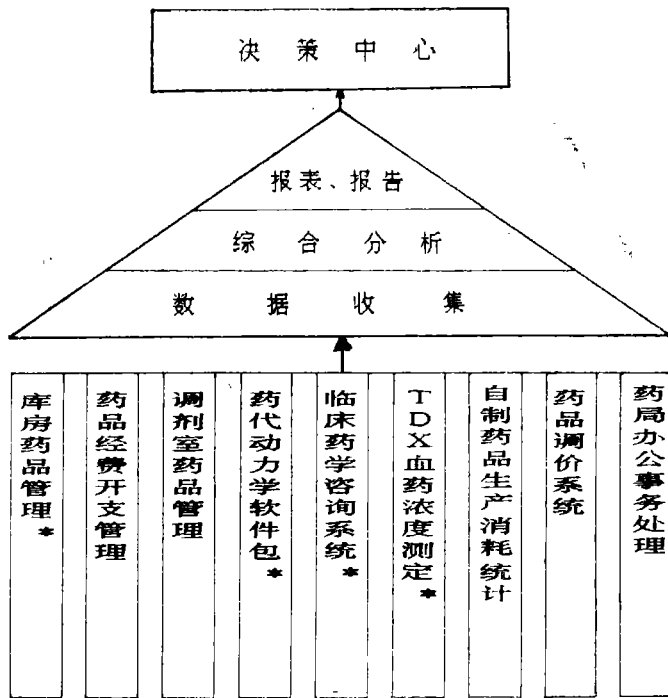 决策中心
报表、报告
综合分析
数据收集
库房药品管理*
药品经费开支管理
调剂室药品管理
药代动力学软件包*
临床药学咨询系统*
TDX血药浓度测定*
自制药品生产消耗统计
药品调价系统
药局办公事务处理